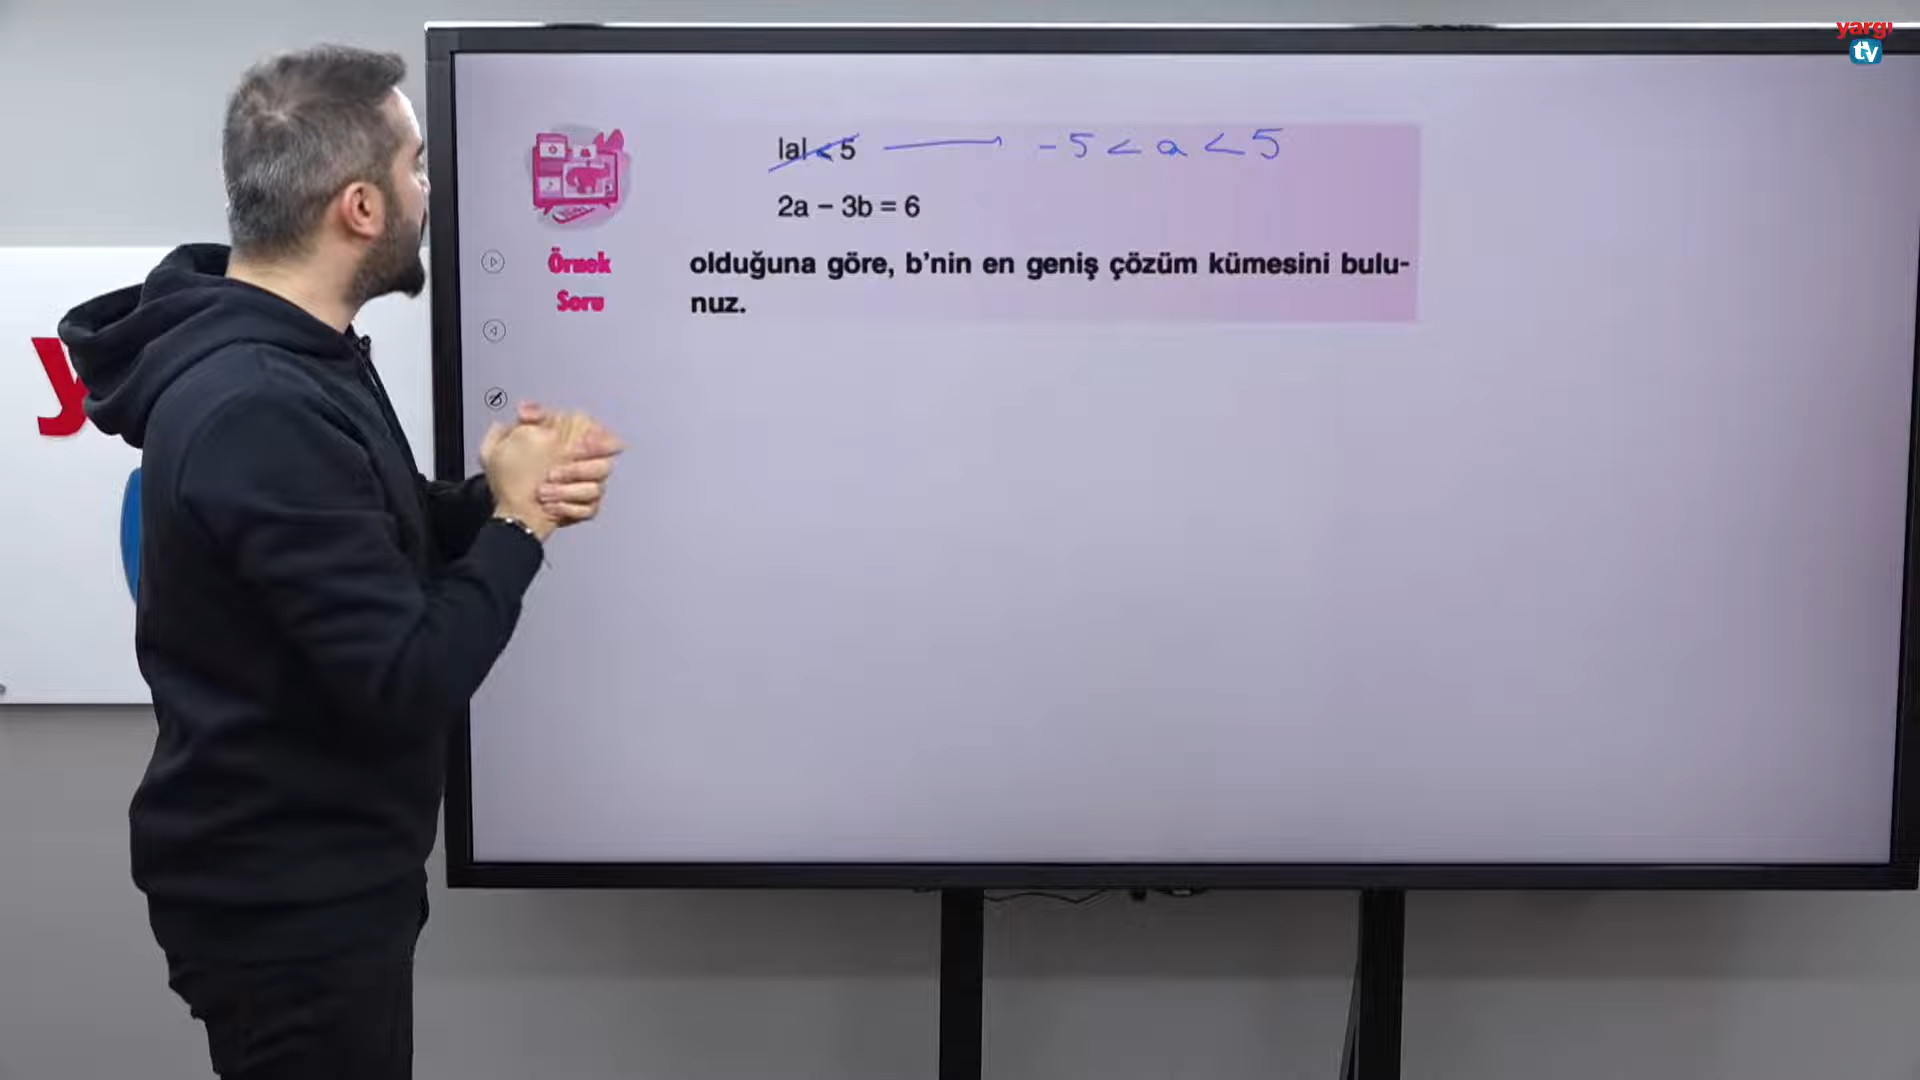 yargı
tv
|a| < 5 → -5 < a < 5
2a − 3b = 6
Örnek
Soru
olduğuna göre, b’nin en geniş çözüm kümesini bulu-
nuz.
y